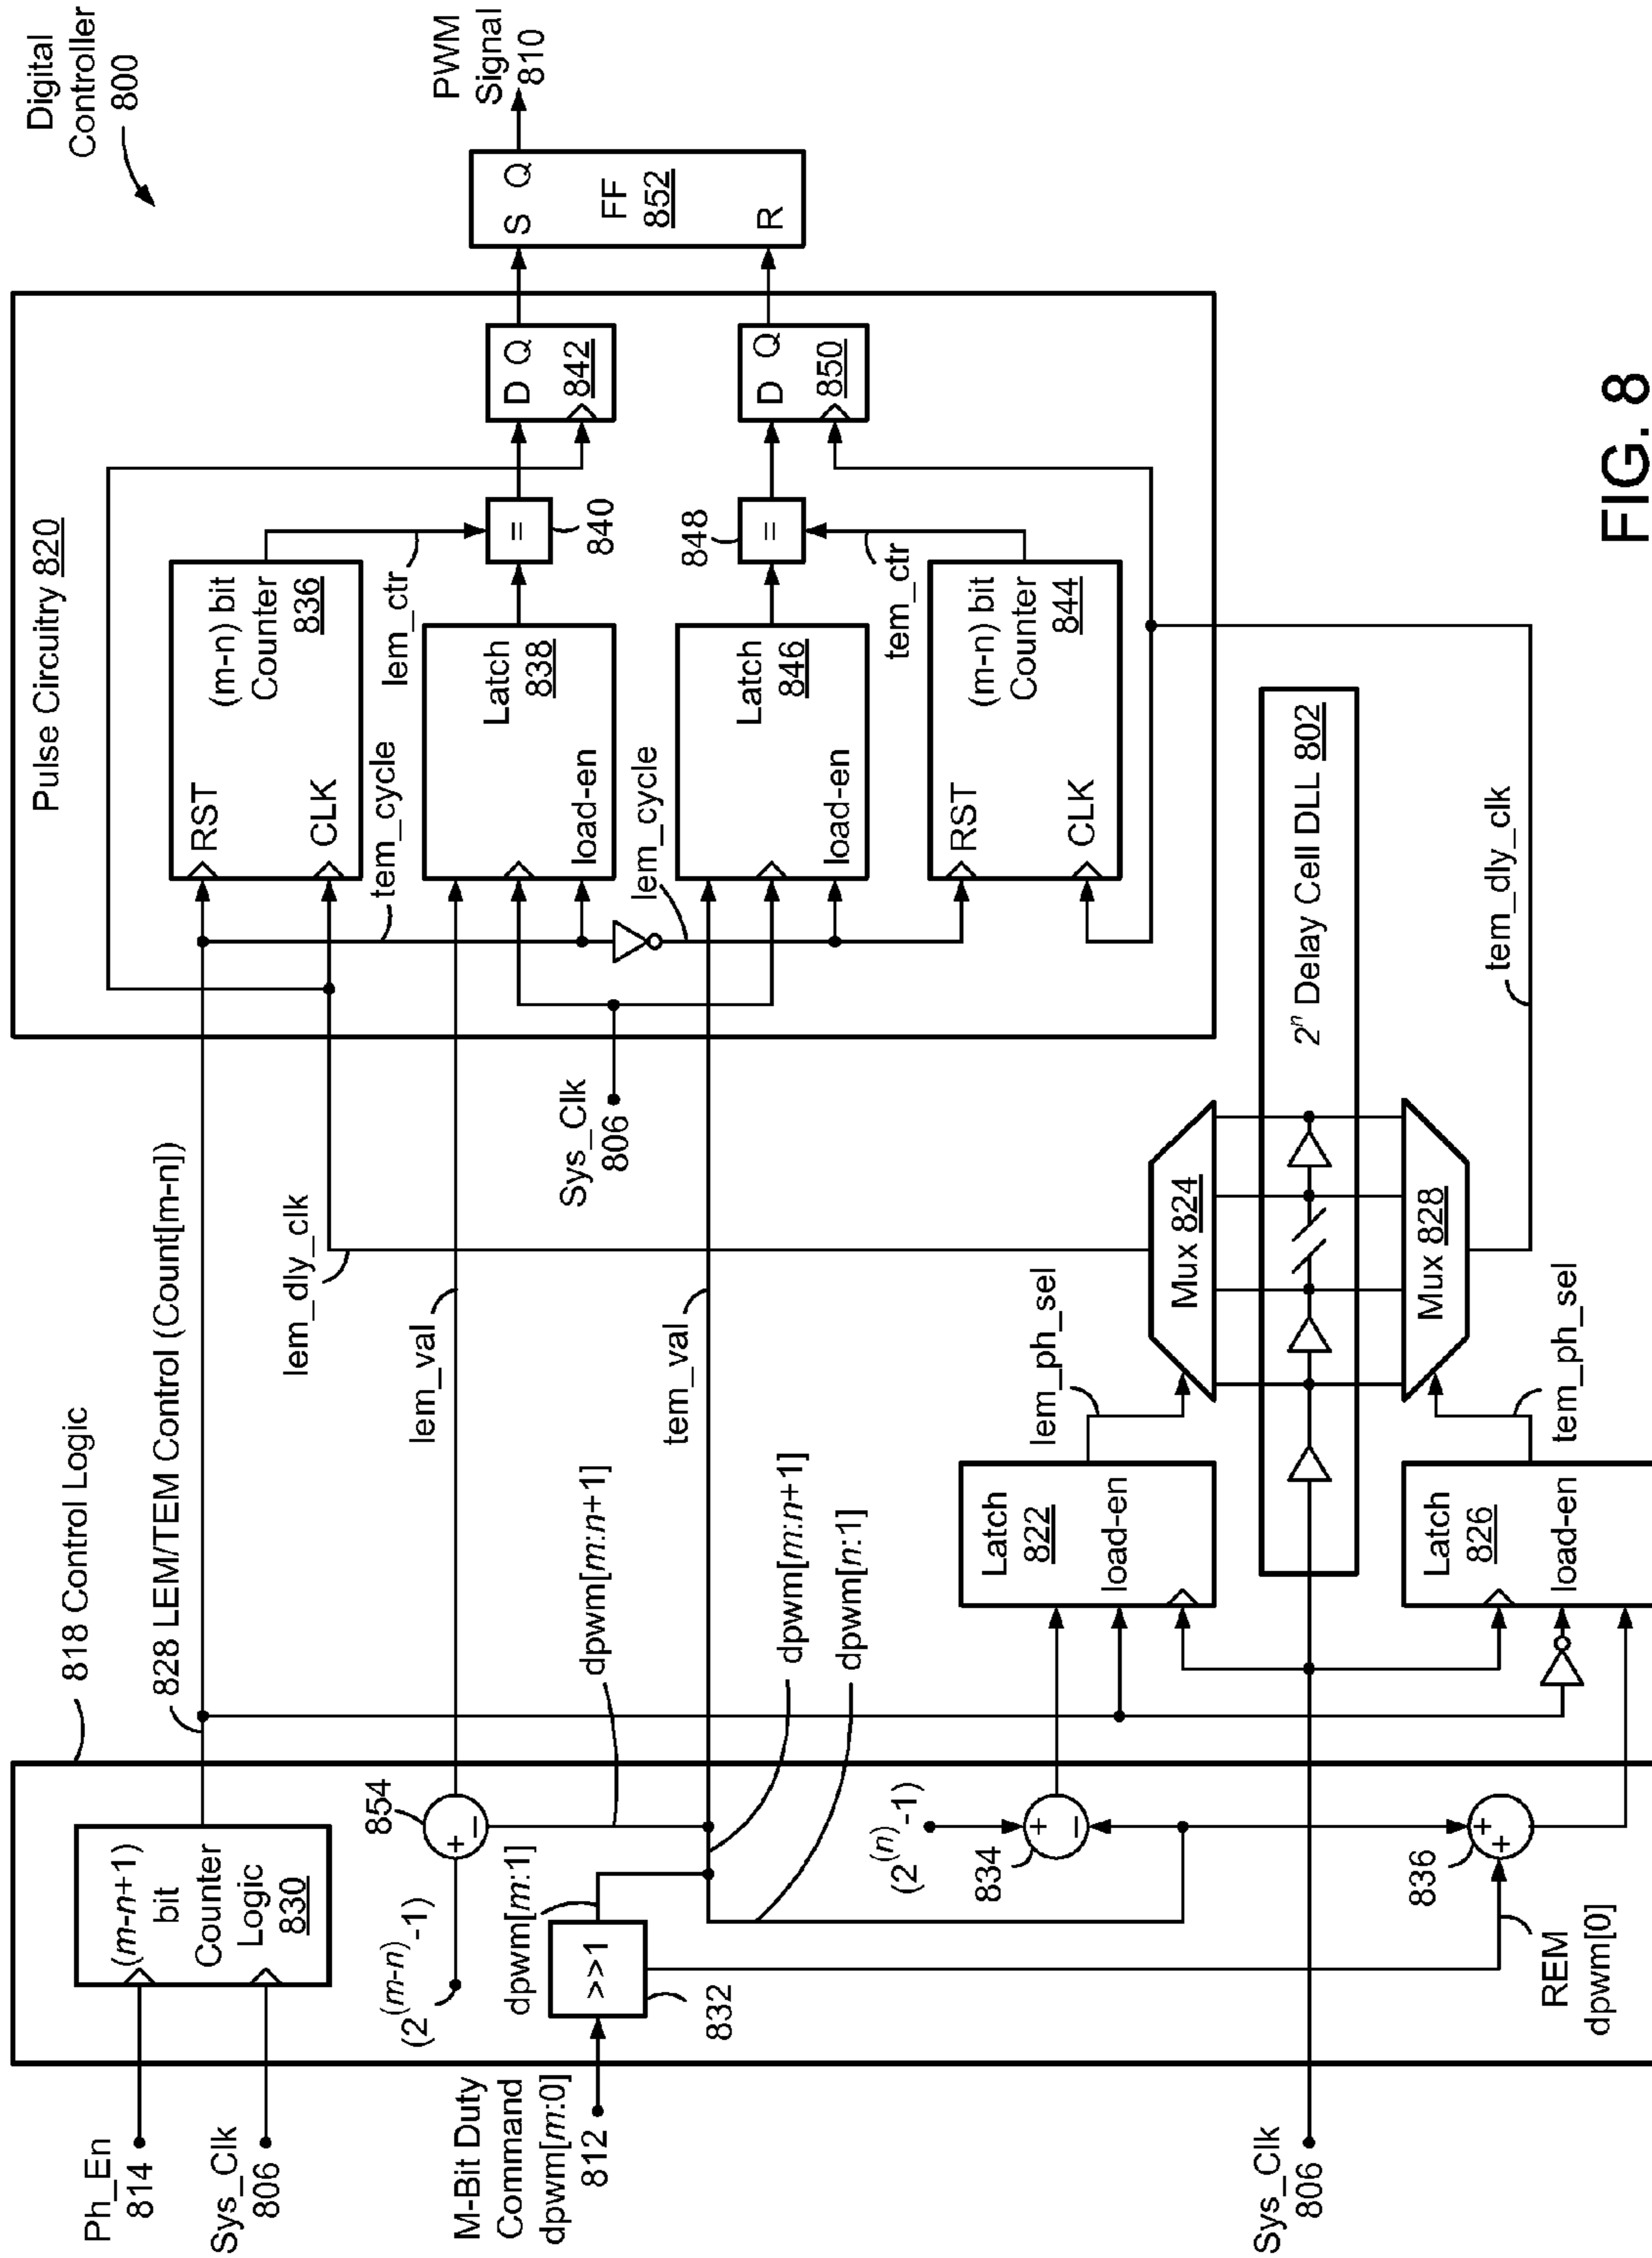 Digital
Controller
800
Pulse Circuitry 820
818 Control Logic
828 LEM/TEM Control (Count[m-n])
Ph_En
814
Sys_Clk
806
(m-n+1)
bit
Counter
Logic
830
lem_dly_clk
RST
CLK
(m-n) bit
Counter
836
tem_cycle
lem_ctr
PWM
Signal
810
854
+
−
(2(m-n)-1)
dpwm[m:n+1]
lem_val
Latch
838
load-en
=
840
D Q
842
S Q
FF
852
R
M-Bit Duty
Command
dpwm[m:0]
812
>>1
832
dpwm[m:1]
tem_val
Sys_Clk
806
lem_cycle
Latch
846
load-en
848
=
D Q
850
dpwm[m:n+1]
dpwm[n:1]
tem_ctr
RST
CLK
(m-n) bit
Counter
844
(2(n)-1)
834
+
−
Latch
822
load-en
lem_ph_sel
Mux 824
Sys_Clk
806
2n Delay Cell DLL 802
836
+
+
REM
dpwm[0]
Latch
826
load-en
tem_ph_sel
Mux 828
tem_dly_clk
FIG. 8